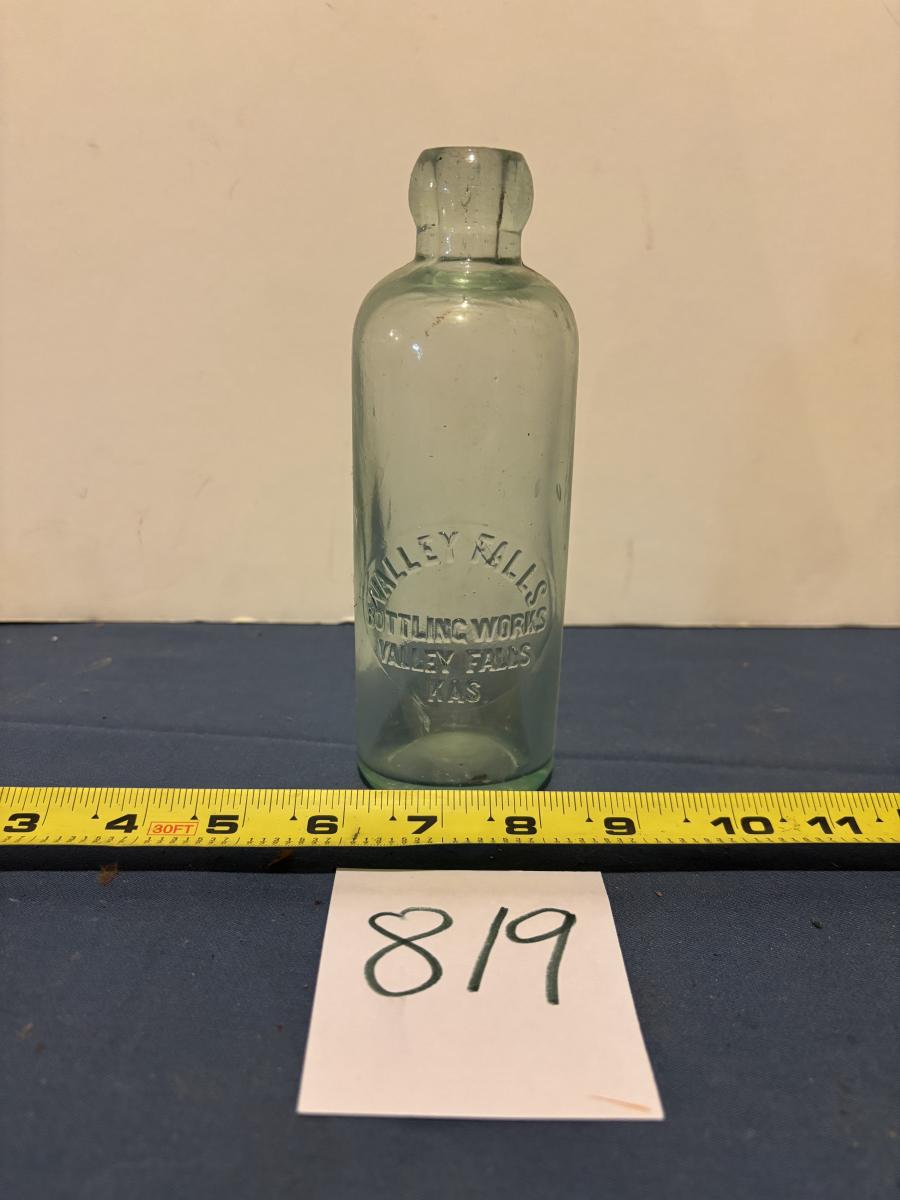 VALLEY FALLS
BOTTLING WORKS
VALLEY FALLS
KAS.
3 4 30FT 5 6 7 8 9 10 11
819